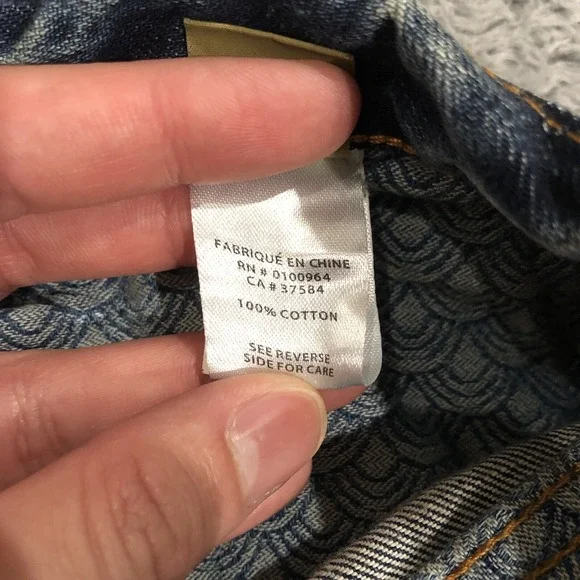 FABRIQUÉ EN CHINE
RN # 0100964
CA # 37584
100% COTTON
SEE REVERSE
SIDE FOR CARE